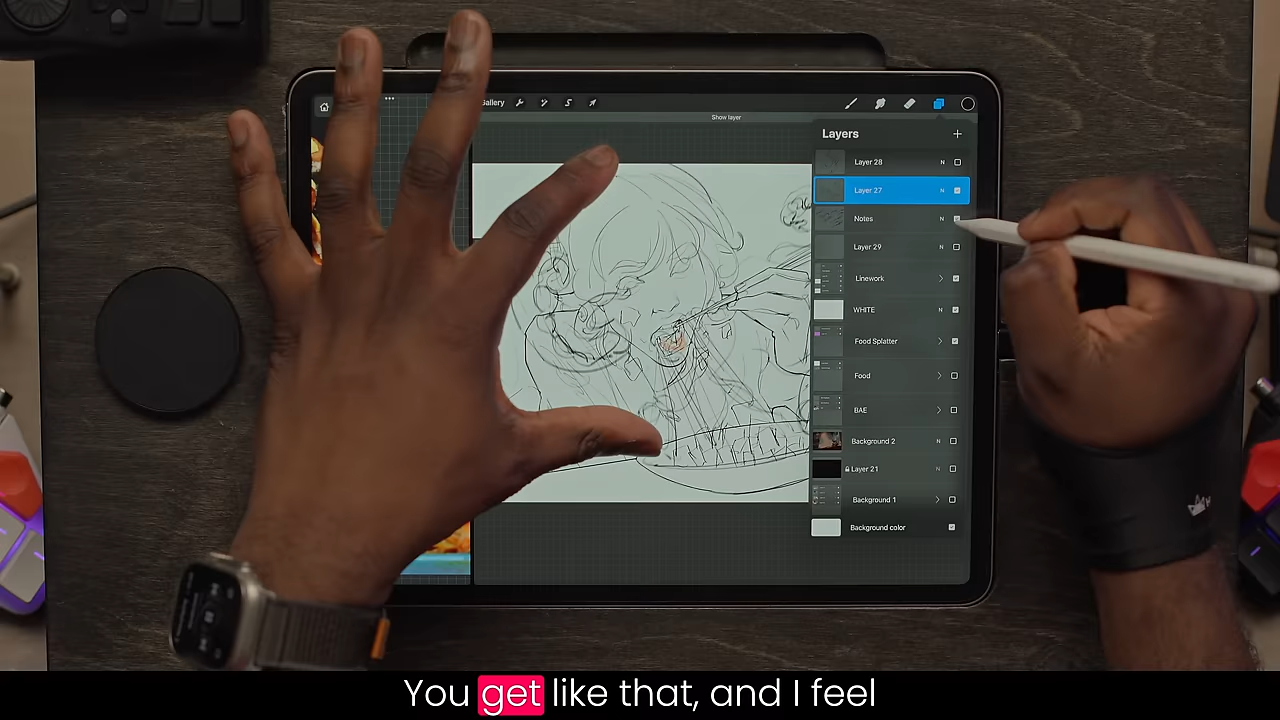 Gallery
Show layer
Layers
Layer 28
N
Layer 27
N
Notes
N
Layer 29
N
Linework
WHITE
N
Food Splatter
Food
BAE
Background 2
N
Layer 21
N
Background 1
Background color
You get like that, and I feel